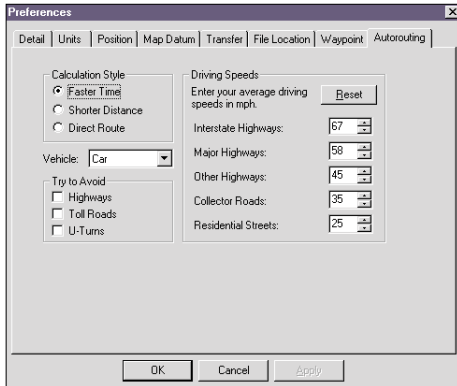 Preferences
Detail Units Position Map Datum Transfer File Location Waypoint Autorouting
Calculation Style
Faster Time
Shorter Distance
Direct Route
Vehicle: Car
Try to Avoid
Highways
Toll Roads
U-Turns
Driving Speeds
Enter your average driving
speeds in mph.
Reset
Interstate Highways: 67
Major Highways: 58
Other Highways: 45
Collector Roads: 35
Residential Streets: 25
OK Cancel Apply